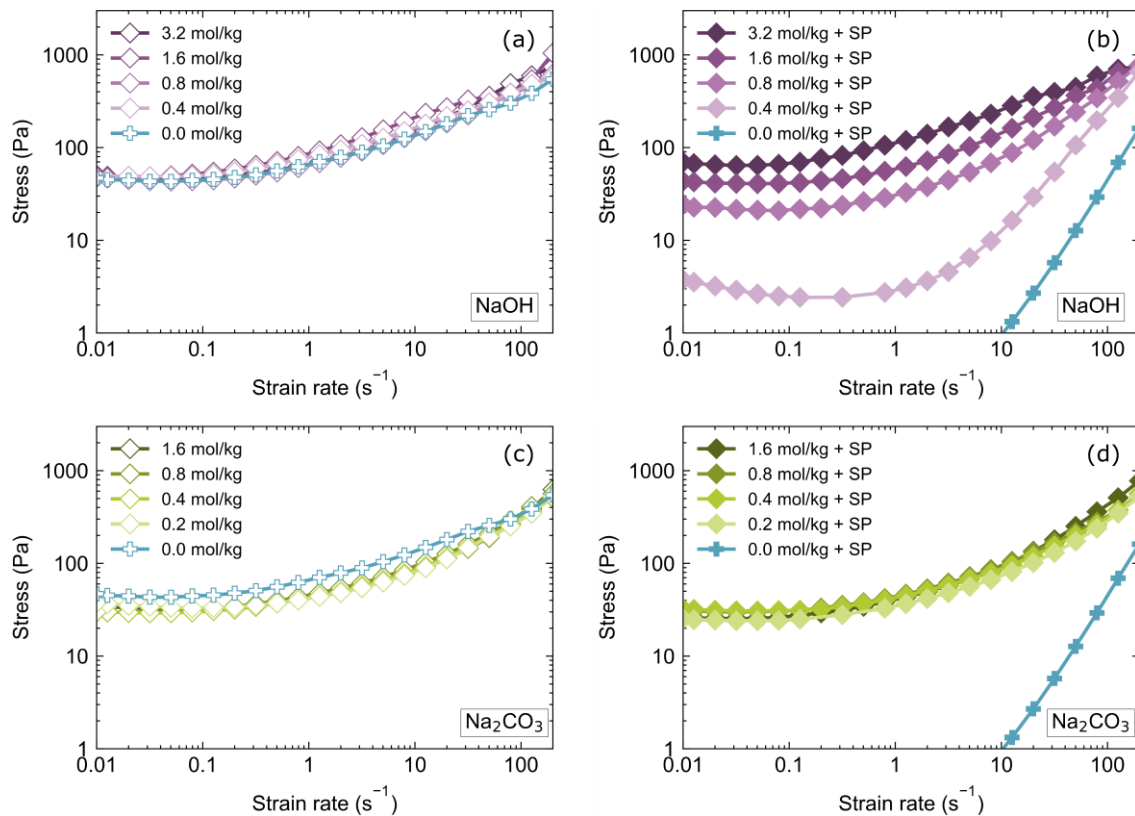 (a)
1000
100
10
1
Stress (Pa)
3.2 mol/kg
1.6 mol/kg
0.8 mol/kg
0.4 mol/kg
0.0 mol/kg
NaOH
0.01 0.1 1 10 100
Strain rate (s⁻¹)
(b)
1000
100
10
1
Stress (Pa)
3.2 mol/kg + SP
1.6 mol/kg + SP
0.8 mol/kg + SP
0.4 mol/kg + SP
0.0 mol/kg + SP
NaOH
0.01 0.1 1 10 100
Strain rate (s⁻¹)
(c)
1000
100
10
1
Stress (Pa)
1.6 mol/kg
0.8 mol/kg
0.4 mol/kg
0.2 mol/kg
0.0 mol/kg
Na₂CO₃
0.01 0.1 1 10 100
Strain rate (s⁻¹)
(d)
1000
100
10
1
Stress (Pa)
1.6 mol/kg + SP
0.8 mol/kg + SP
0.4 mol/kg + SP
0.2 mol/kg + SP
0.0 mol/kg + SP
Na₂CO₃
0.01 0.1 1 10 100
Strain rate (s⁻¹)